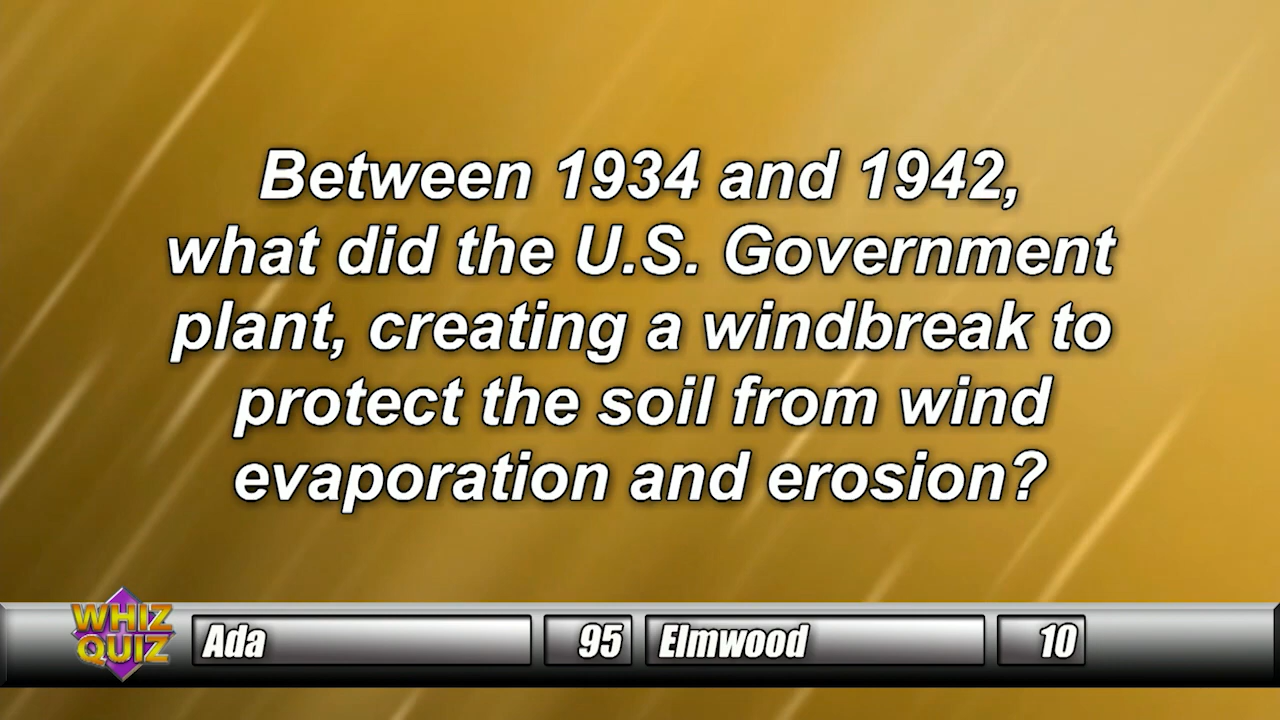 Between 1934 and 1942,
what did the U.S. Government
plant, creating a windbreak to
protect the soil from wind
evaporation and erosion?
WHIZ
QUIZ
Ada 95 Elmwood 10